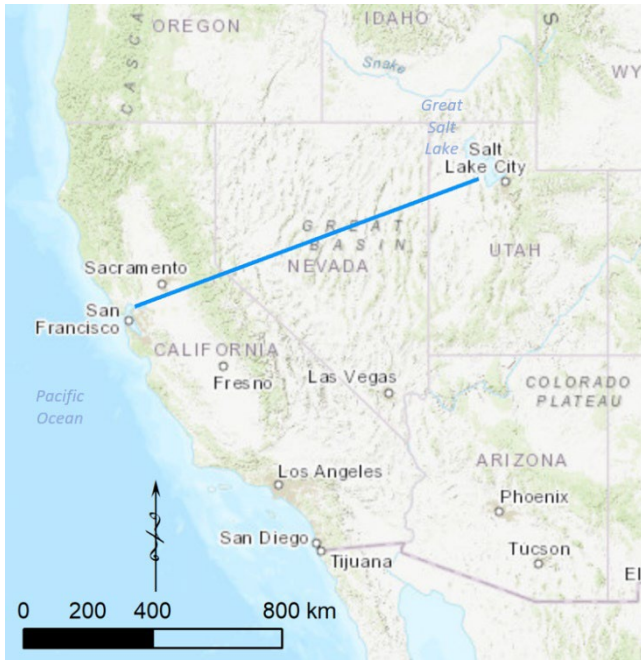 OREGON
IDAHO
S
CASCA
Snake
WY
Great
Salt
Lake
Salt
Lake City
GREAT
BASIN
UTAH
NEVADA
Sacramento
San
Francisco
CALIFORNIA
Fresno
Las Vegas
COLORADO
PLATEAU
Pacific
Ocean
ARIZONA
Los Angeles
Phoenix
San Diego
Tijuana
Tucson
El
0 200 400 800 km